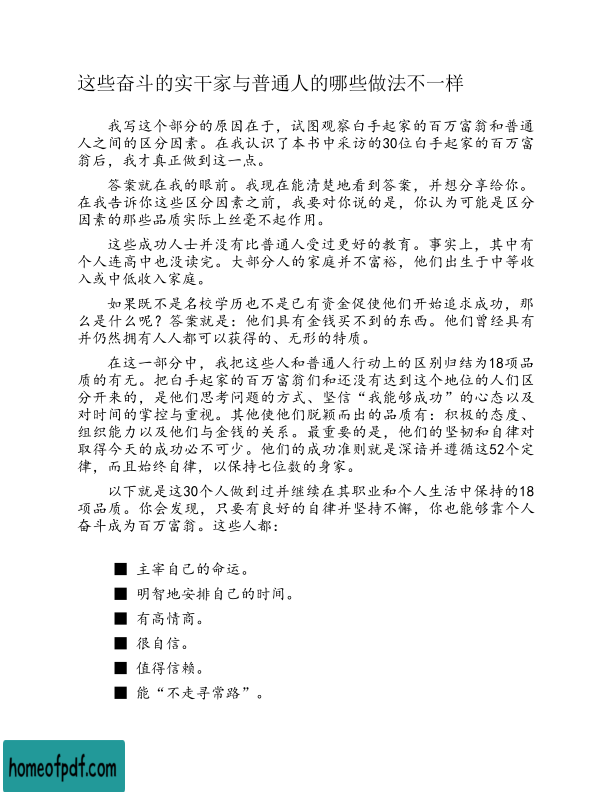 这些奋斗的实干家与普通人的哪些做法不一样
我写这个部分的原因在于，试图观察白手起家的百万富翁和普通
人之间的区分因素。在我认识了本书中采访的30位白手起家的百万富
翁后，我才真正做到这一点。
答案就在我的眼前。我现在能清楚地看到答案，并想分享给你。
在我告诉你这些区分因素之前，我要对你说的是，你认为可能是区分
因素的那些品质实际上丝毫不起作用。
这些成功人士并没有比普通人受过更好的教育。事实上，其中有
个人连高中也没读完。大部分人的家庭并不富裕，他们出生于中等收
入或中低收入家庭。
如果既不是名校学历也不是已有资金促使他们开始追求成功，那
么是什么呢？答案就是：他们具有金钱买不到的东西。他们曾经具有
并仍然拥有人人都可以获得的、无形的特质。
在这一部分中，我把这些人和普通人行动上的区别归结为18项品
质的有无。把白手起家的百万富翁们和还没有达到这个地位的人们区
分开来的，是他们思考问题的方式、坚信“我能够成功”的心态以及
对时间的掌控与重视。其他使他们脱颖而出的品质有：积极的态度、
组织能力以及他们与金钱的关系。最重要的是，他们的坚韧和自律对
取得今天的成功必不可少。他们的成功准则就是深谙并遵循这52个定
律，而且始终自律，以保持七位数的身家。
以下就是这30个人做到过并继续在其职业和个人生活中保持的18
项品质。你会发现，只要有良好的自律并坚持不懈，你也能够靠个人
奋斗成为百万富翁。这些人都：
■ 主宰自己的命运。
■ 明智地安排自己的时间。
■ 有高情商。
■ 很自信。
■ 值得信赖。
■ 能“不走寻常路”。
homeofpdf.com